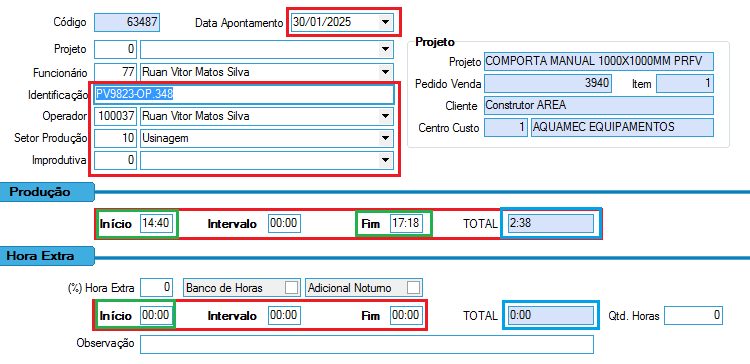 Código 63487 Data Apontamento 30/01/2025
Projeto 0
Funcionário 77 Ruan Vitor Matos Silva
Identificação PV9823-OP.348
Operador 100037 Ruan Vitor Matos Silva
Setor Produção 10 Usinagem
Improdutiva 0
Projeto
Projeto COMPORTA MANUAL 1000X1000MM PRFV
Pedido Venda 3940 Item 1
Cliente Construtor AREA
Centro Custo 1 AQUAMEC EQUIPAMENTOS
Produção
Início 14:40 Intervalo 00:00 Fim 17:18 TOTAL 2:38
Hora Extra
(%) Hora Extra 0 Banco de Horas Adicional Noturno
Início 00:00 Intervalo 00:00 Fim 00:00 TOTAL 0:00 Qtd. Horas 0
Observação